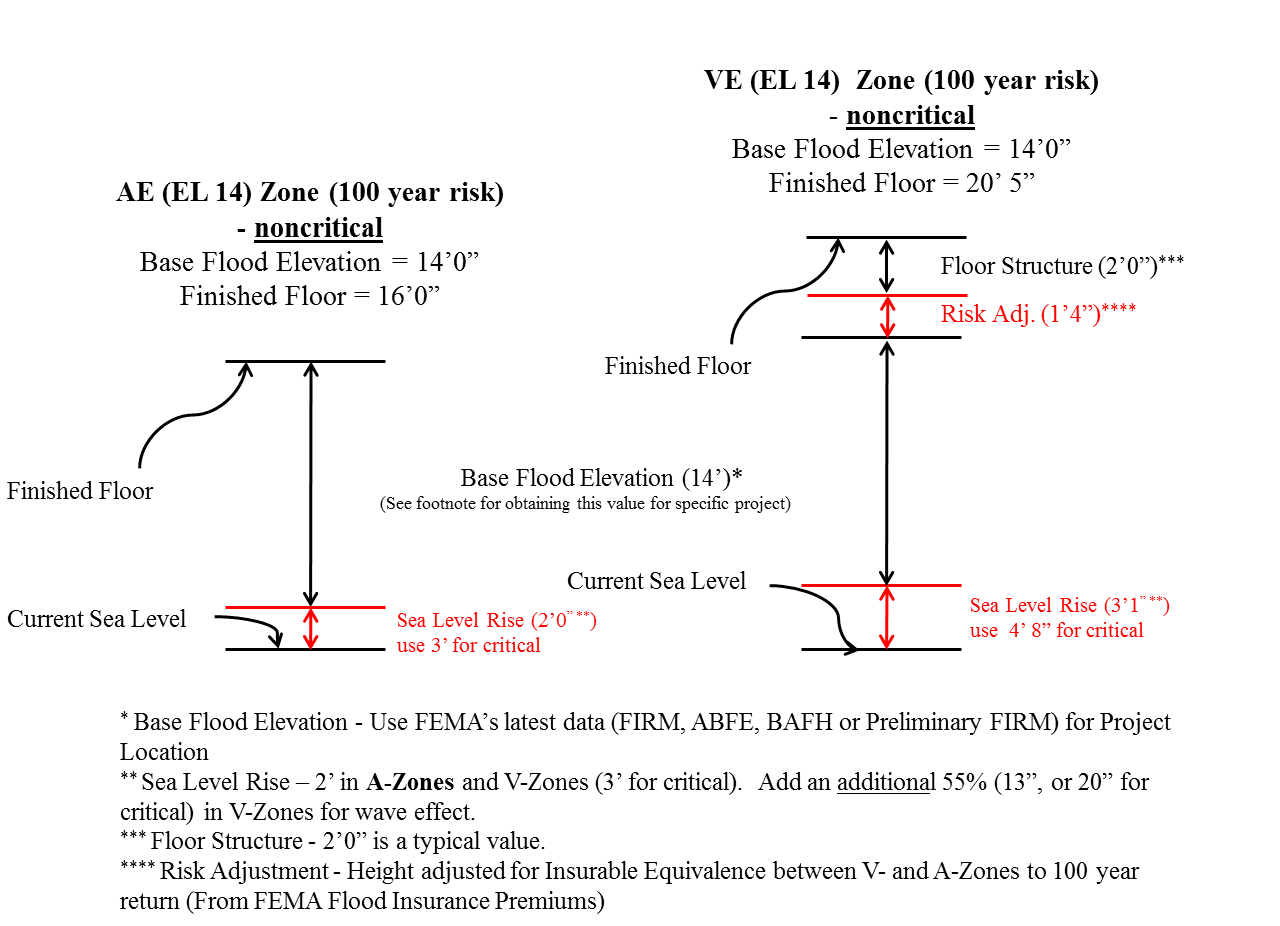 AE (EL 14) Zone (100 year risk)
- noncritical
Base Flood Elevation = 14’0”
Finished Floor = 16’0”
Finished Floor
Current Sea Level
Sea Level Rise (2’0” **)
use 3’ for critical
VE (EL 14)  Zone (100 year risk)
- noncritical
Base Flood Elevation = 14’0”
Finished Floor = 20’ 5”
Floor Structure (2’0”)***
Risk Adj. (1’4”)****
Finished Floor
Base Flood Elevation (14’)*
(See footnote for obtaining this value for specific project)
Current Sea Level
Sea Level Rise (3’1” **)
use  4’ 8” for critical
* Base Flood Elevation - Use FEMA’s latest data (FIRM, ABFE, BAFH or Preliminary FIRM) for Project
Location
** Sea Level Rise – 2’ in A-Zones and V-Zones (3’ for critical).  Add an additional 55% (13”, or 20” for
critical) in V-Zones for wave effect.
*** Floor Structure - 2’0” is a typical value.
**** Risk Adjustment - Height adjusted for Insurable Equivalence between V- and A-Zones to 100 year
return (From FEMA Flood Insurance Premiums)